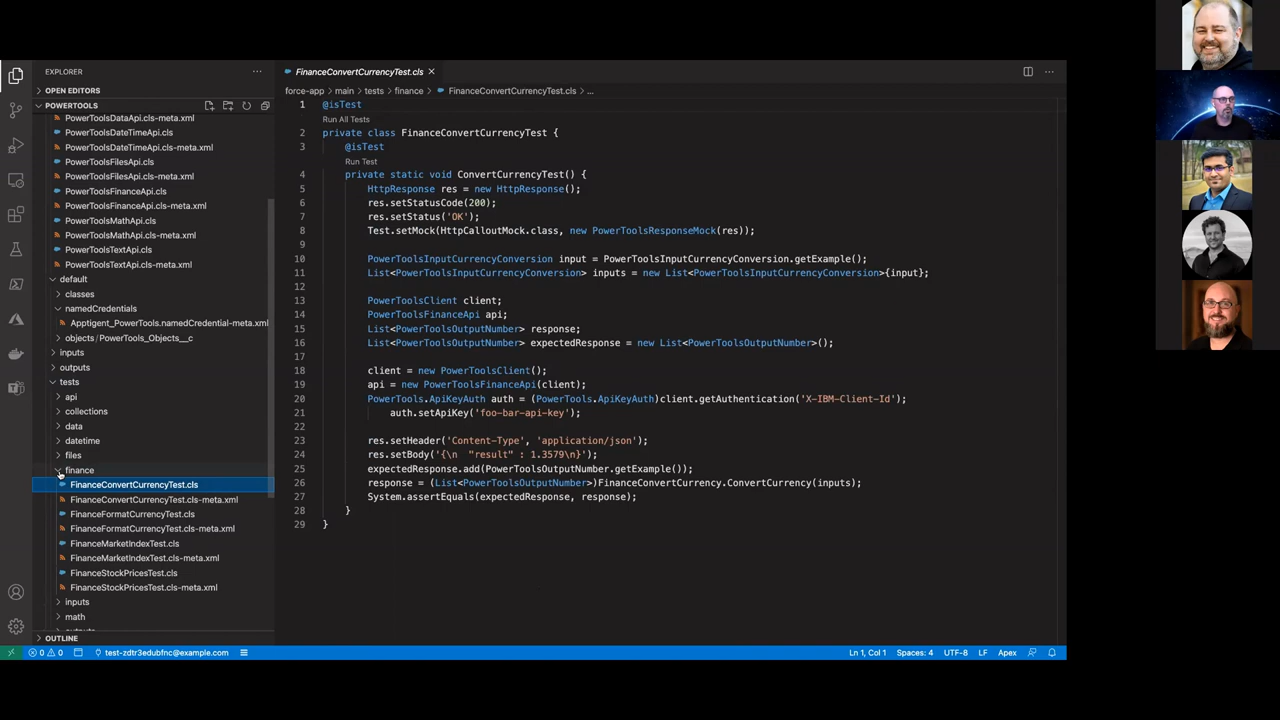 EXPLORER
OPEN EDITORS
POWERTOOLS
PowerToolsDataApi.cls-meta.xml
PowerToolsDateTimeApi.cls
PowerToolsDateTimeApi.cls-meta.xml
PowerToolsFilesApi.cls
PowerToolsFilesApi.cls-meta.xml
PowerToolsFinanceApi.cls
PowerToolsFinanceApi.cls-meta.xml
PowerToolsMathApi.cls
PowerToolsMathApi.cls-meta.xml
PowerToolsTextApi.cls
PowerToolsTextApi.cls-meta.xml
default
classes
namedCredentials
Apptigent_PowerTools.namedCredential-meta.xml
objects / PowerTools_Objects__c
inputs
outputs
tests
api
collections
data
datetime
files
finance
FinanceConvertCurrencyTest.cls
FinanceConvertCurrencyTest.cls-meta.xml
FinanceFormatCurrencyTest.cls
FinanceFormatCurrencyTest.cls-meta.xml
FinanceMarketIndexTest.cls
FinanceMarketIndexTest.cls-meta.xml
FinanceStockPricesTest.cls
FinanceStockPricesTest.cls-meta.xml
inputs
math
OUTLINE
FinanceConvertCurrencyTest.cls
force-app > main > tests > finance > FinanceConvertCurrencyTest.cls > ...
1 @isTest
Run All Tests
2 private class FinanceConvertCurrencyTest {
3 @isTest
Run Test
4 private static void ConvertCurrencyTest() {
5 HttpResponse res = new HttpResponse();
6 res.setStatusCode(200);
7 res.setStatus('OK');
8 Test.setMock(HttpCalloutMock.class, new PowerToolsResponseMock(res));
9
10 PowerToolsInputCurrencyConversion input = PowerToolsInputCurrencyConversion.getExample();
11 List<PowerToolsInputCurrencyConversion> inputs = new List<PowerToolsInputCurrencyConversion>{input};
12
13 PowerToolsClient client;
14 PowerToolsFinanceApi api;
15 List<PowerToolsOutputNumber> response;
16 List<PowerToolsOutputNumber> expectedResponse = new List<PowerToolsOutputNumber>();
17
18 client = new PowerToolsClient();
19 api = new PowerToolsFinanceApi(client);
20 PowerTools.ApiKeyAuth auth = (PowerTools.ApiKeyAuth)client.getAuthentication('X-IBM-Client-Id');
21 auth.setApiKey('foo-bar-api-key');
22
23 res.setHeader('Content-Type', 'application/json');
24 res.setBody('{\n  "result" : 1.3579\n}');
25 expectedResponse.add(PowerToolsOutputNumber.getExample());
26 response = (List<PowerToolsOutputNumber>)FinanceConvertCurrency.ConvertCurrency(inputs);
27 System.assertEquals(expectedResponse, response);
28 }
29 }
0 0 test-zdtr3edubfnc@example.com Ln 1, Col 1 Spaces: 4 UTF-8 LF Apex